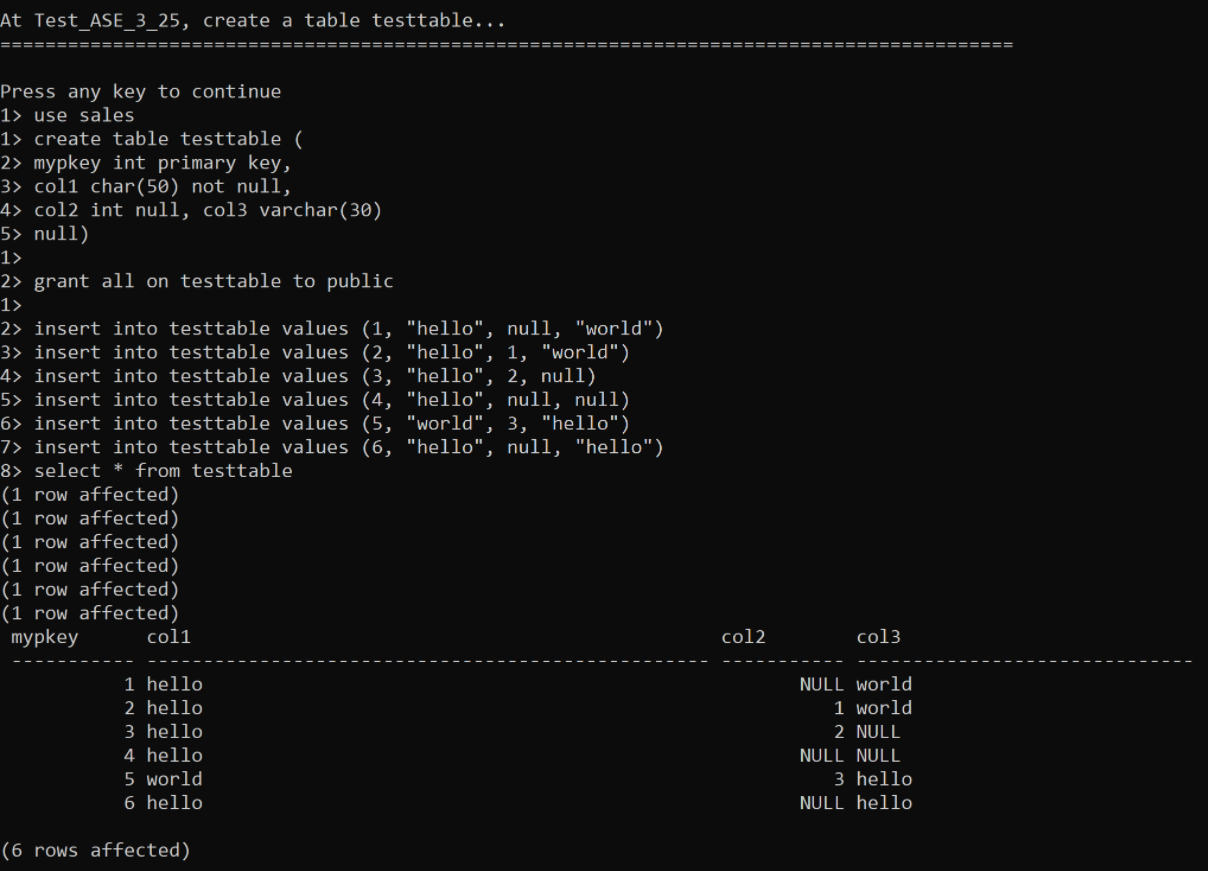 At Test_ASE_3_25, create a table testtable...
==========================================================================================
Press any key to continue
1> use sales
1> create table testtable (
2> mypkey int primary key,
3> col1 char(50) not null,
4> col2 int null, col3 varchar(30)
5> null)
1>
2> grant all on testtable to public
1>
2> insert into testtable values (1, "hello", null, "world")
3> insert into testtable values (2, "hello", 1, "world")
4> insert into testtable values (3, "hello", 2, null)
5> insert into testtable values (4, "hello", null, null)
6> insert into testtable values (5, "world", 3, "hello")
7> insert into testtable values (6, "hello", null, "hello")
8> select * from testtable
(1 row affected)
(1 row affected)
(1 row affected)
(1 row affected)
(1 row affected)
(1 row affected)
 mypkey      col1                                               col2        col3
 ----------- -------------------------------------------------- ----------- ------------------------------
           1 hello                                                     NULL world
           2 hello                                                        1 world
           3 hello                                                        2 NULL
           4 hello                                                     NULL NULL
           5 world                                                        3 hello
           6 hello                                                     NULL hello
(6 rows affected)